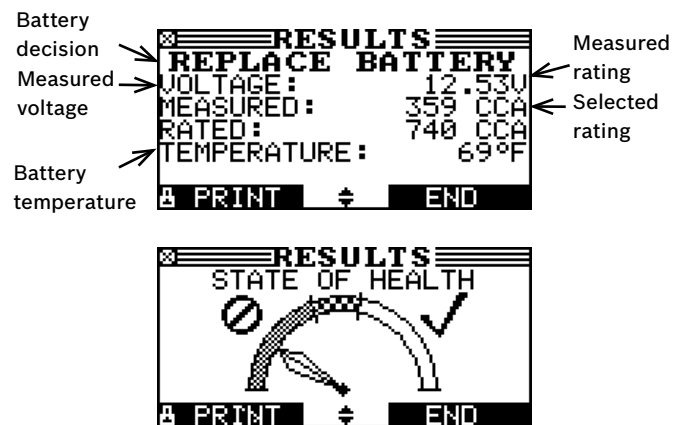 Battery
decision
Measured
voltage
Battery
temperature
RESULTS
REPLACE BATTERY
VOLTAGE: 12.53V
MEASURED: 359 CCA
RATED: 740 CCA
TEMPERATURE: 69°F
PRINT END
Measured
rating
Selected
rating
RESULTS
STATE OF HEALTH
PRINT END